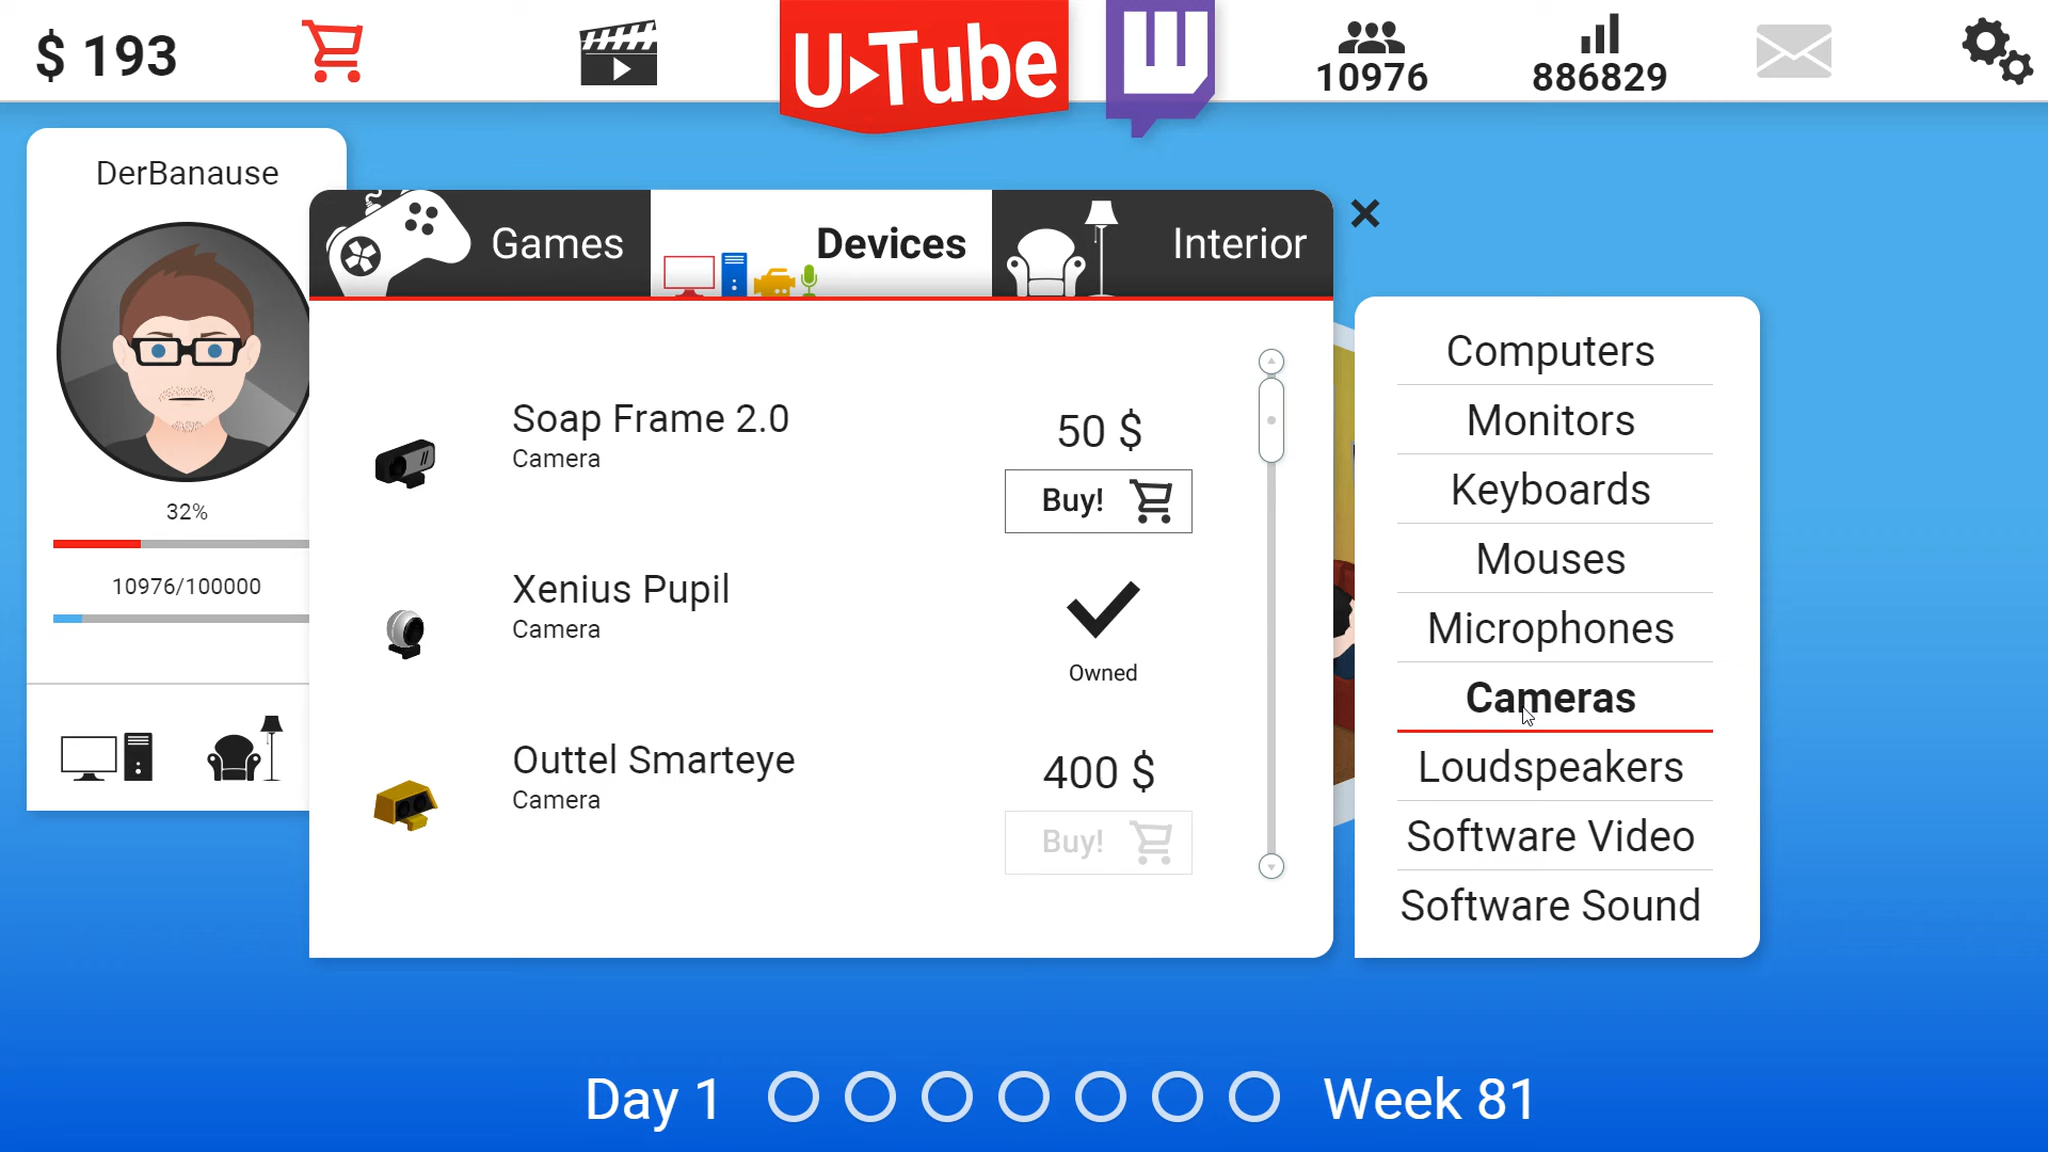 $ 193
U▶Tube
10976
886829
DerBanause
32%
10976/100000
Games
Devices
Interior
Soap Frame 2.0
Camera
50 $
Buy!
Xenius Pupil
Camera
Owned
Outtel Smarteye
Camera
400 $
Buy!
Computers
Monitors
Keyboards
Mouses
Microphones
Cameras
Loudspeakers
Software Video
Software Sound
Day 1
Week 81